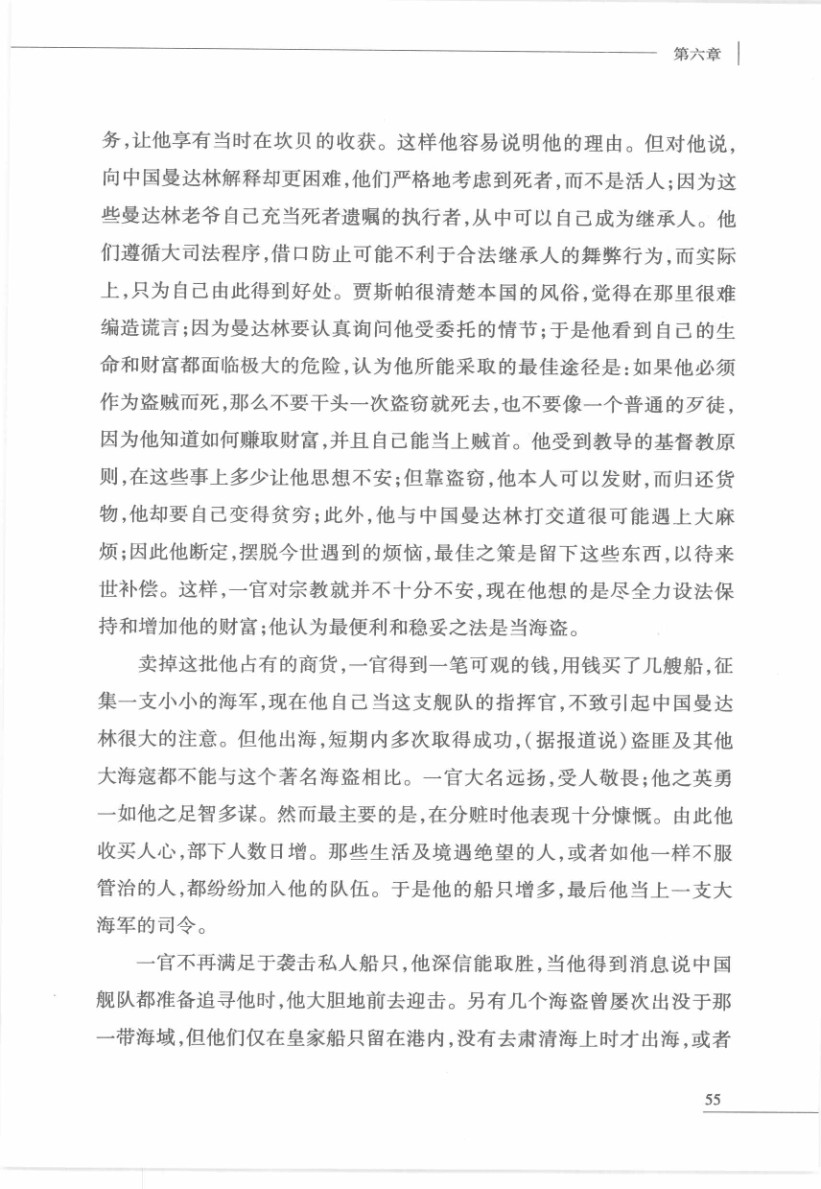 第六章
务,让他享有当时在坎贝的收获。这样他容易说明他的理由。但对他说,
向中国曼达林解释却更困难,他们严格地考虑到死者,而不是活人;因为这
些曼达林老爷自己充当死者遗嘱的执行者,从中可以自己成为继承人。他
们遵循大司法程序,借口防止可能不利于合法继承人的舞弊行为,而实际
上,只为自己由此得到好处。贾斯帕很清楚本国的风俗,觉得在那里很难
编造谎言;因为曼达林要认真询问他受委托的情节;于是他看到自己的生
命和财富都面临极大的危险,认为他所能采取的最佳途径是:如果他必须
作为盗贼而死,那么不要干头一次盗窃就死去,也不要像一个普通的歹徒,
因为他知道如何赚取财富,并且自己能当上贼首。他受到教导的基督教原
则,在这些事上多少让他思想不安;但靠盗窃,他本人可以发财,而归还货
物,他却要自己变得贫穷;此外,他与中国曼达林打交道很可能遇上大麻
烦;因此他断定,摆脱今世遇到的烦恼,最佳之策是留下这些东西,以待来
世补偿。这样,一官对宗教就并不十分不安,现在他想的是尽全力设法保
持和增加他的财富;他认为最便利和稳妥之法是当海盗。
卖掉这批他占有的商货,一官得到一笔可观的钱,用钱买了几艘船,征
集一支小小的海军,现在他自己当这支舰队的指挥官,不致引起中国曼达
林很大的注意。但他出海,短期内多次取得成功,(据报道说)盗匪及其他
大海寇都不能与这个著名海盗相比。一官大名远扬,受人敬畏;他之英勇
一如他之足智多谋。然而最主要的是,在分赃时他表现十分慷慨。由此他
收买人心,部下人数日增。那些生活及境遇绝望的人,或者如他一样不服
管治的人,都纷纷加入他的队伍。于是他的船只增多,最后他当上一支大
海军的司令。
一官不再满足于袭击私人船只,他深信能取胜,当他得到消息说中国
舰队都准备追寻他时,他大胆地前去迎击。另有几个海盗曾屡次出没于那
一带海域,但他们仅在皇家船只留在港内,没有去肃清海上时才出海,或者
55